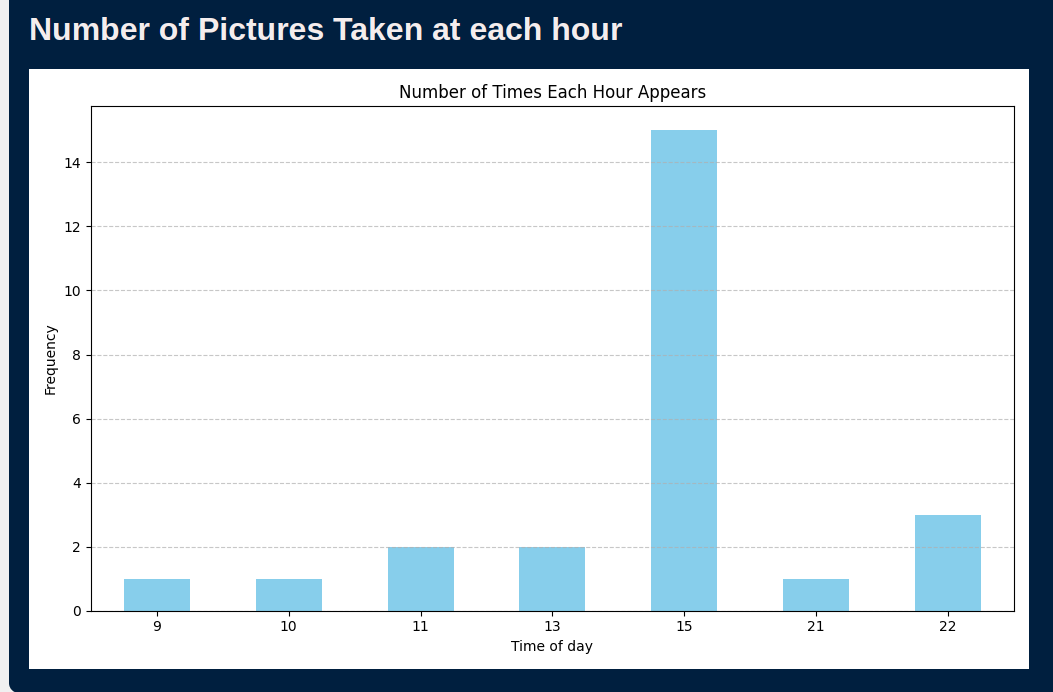 Number of Pictures Taken at each hour
Number of Times Each Hour Appears
14
12
10
8
6
4
2
0
Frequency
9 10 11 13 15 21 22
Time of day